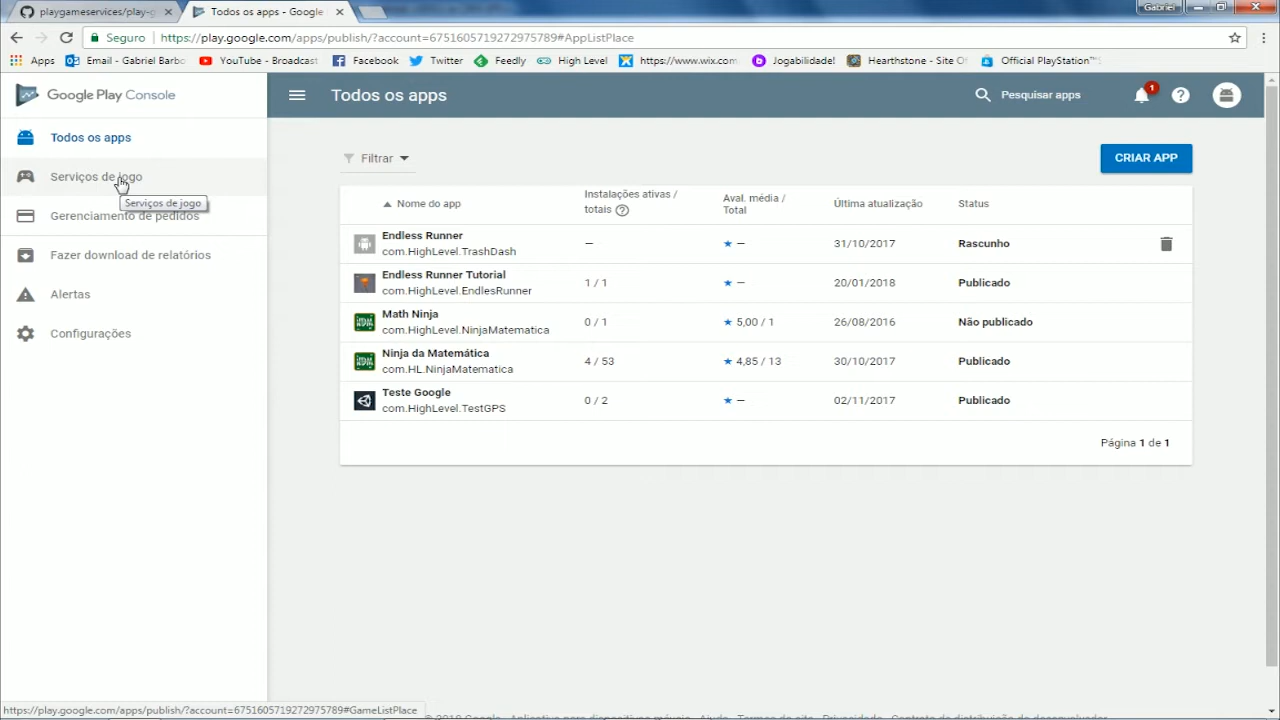 playgameservices/play-g
Todos os apps - Google
Gabriel
Seguro
https://play.google.com/apps/publish/?account=6751605719272975789#AppListPlace
Apps
Email - Gabriel Barbo
YouTube - Broadcast
Facebook
Twitter
Feedly
High Level
https://www.wix.com
Jogabilidade!
Hearthstone - Site O
Official PlayStation™
Google Play Console
Todos os apps
Pesquisar apps
1
Todos os apps
Serviços de jogo
Serviços de jogo
Gerenciamento de pedidos
Fazer download de relatórios
Alertas
Configurações
Filtrar
CRIAR APP
Nome do app
Instalações ativas /
totais
Aval. média /
Total
Última atualização
Status
Endless Runner
com.HighLevel.TrashDash
–
★ –
31/10/2017
Rascunho
Endless Runner Tutorial
com.HighLevel.EndlesRunner
1 / 1
★ –
20/01/2018
Publicado
Math Ninja
com.HighLevel.NinjaMatematica
0 / 1
★ 5,00 / 1
26/08/2016
Não publicado
Ninja da Matemática
com.HL.NinjaMatematica
4 / 53
★ 4,85 / 13
30/10/2017
Publicado
Teste Google
com.HighLevel.TestGPS
0 / 2
★ –
02/11/2017
Publicado
Página 1 de 1
https://play.google.com/apps/publish/?account=6751605719272975789#GameListPlace